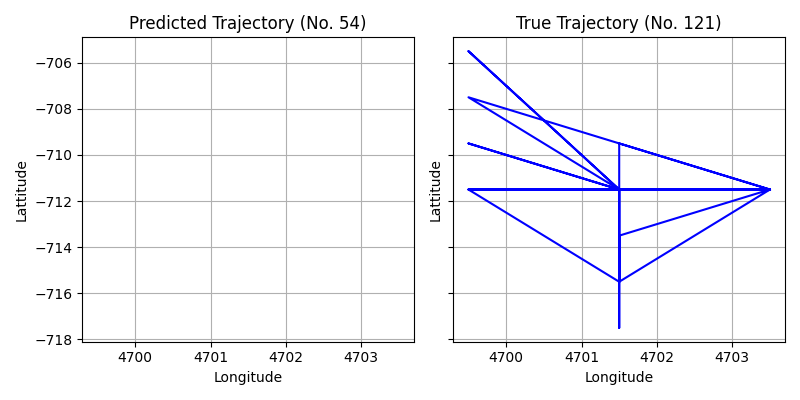 Predicted Trajectory (No. 54)
True Trajectory (No. 121)
Lattitude
−706
−708
−710
−712
−714
−716
−718
4700
4701
4702
4703
Longitude
Lattitude
4700
4701
4702
4703
Longitude